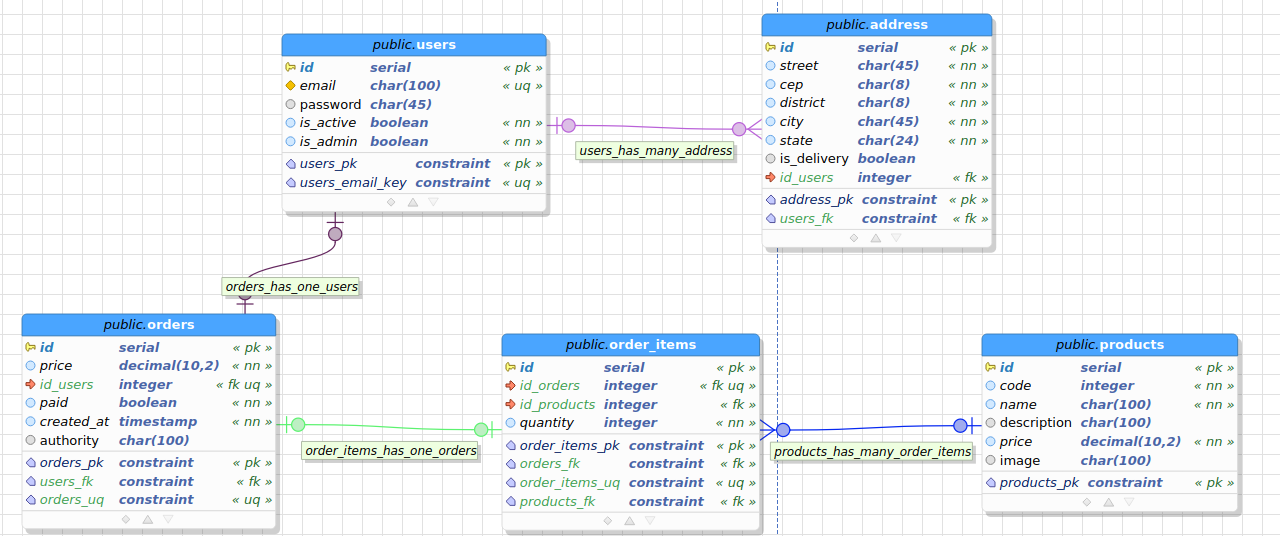 public.users
id serial « pk »
email char(100) « uq »
password char(45)
is_active boolean « nn »
is_admin boolean « nn »
users_pk constraint « pk »
users_email_key constraint « uq »
users_has_many_address
public.address
id serial « pk »
street char(45) « nn »
cep char(8) « nn »
district char(8) « nn »
city char(45) « nn »
state char(24) « nn »
is_delivery boolean
id_users integer « fk »
address_pk constraint « pk »
users_fk constraint « fk »
orders_has_one_users
public.orders
id serial « pk »
price decimal(10,2) « nn »
id_users integer « fk uq »
paid boolean « nn »
created_at timestamp « nn »
authority char(100)
orders_pk constraint « pk »
users_fk constraint « fk »
orders_uq constraint « uq »
order_items_has_one_orders
public.order_items
id serial « pk »
id_orders integer « fk uq »
id_products integer « fk »
quantity integer « nn »
order_items_pk constraint « pk »
orders_fk constraint « fk »
order_items_uq constraint « uq »
products_fk constraint « fk »
products_has_many_order_items
public.products
id serial « pk »
code integer « nn »
name char(100) « nn »
description char(100)
price decimal(10,2) « nn »
image char(100)
products_pk constraint « pk »